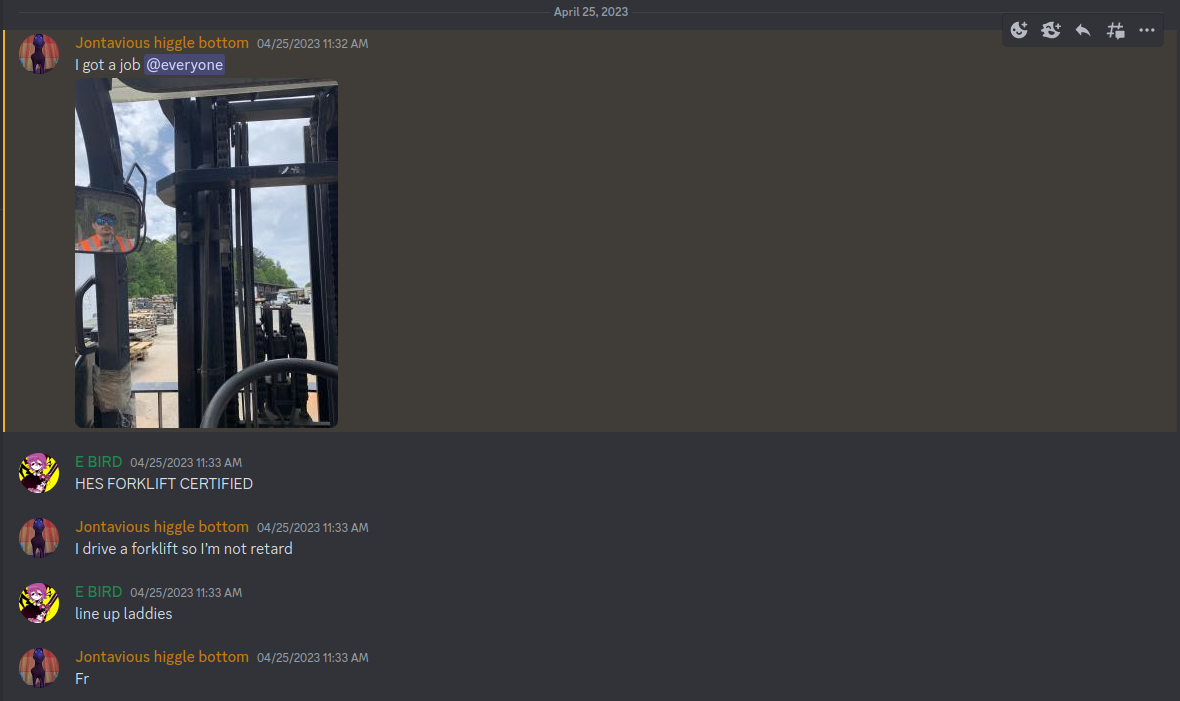 April 25, 2023
Jontavious higgle bottom 04/25/2023 11:32 AM
I got a job @everyone
E BIRD 04/25/2023 11:33 AM
HES FORKLIFT CERTIFIED
Jontavious higgle bottom 04/25/2023 11:33 AM
I drive a forklift so I'm not retard
E BIRD 04/25/2023 11:33 AM
line up laddies
Jontavious higgle bottom 04/25/2023 11:33 AM
Fr